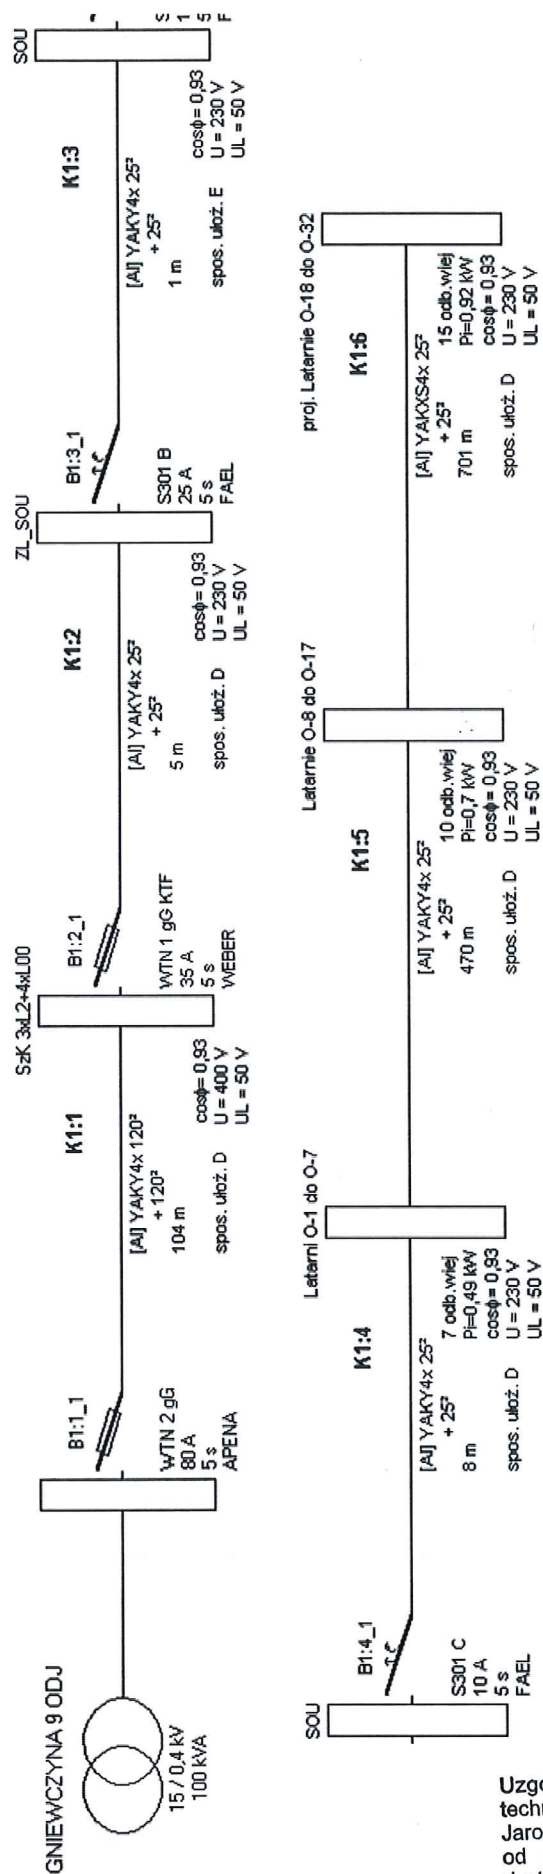 GNIEWCZYNA 9 ODJ
15 / 0,4 kV
100 kVA
B1:1_1
WTN 2 gG
80 A
5 s
APENA
K1:1
[Al] YAKY4x 120²
+120²
104 m
spos. ułoż. D
SzK 3xL2+4xL00
cosϕ= 0,93
U = 400 V
UL = 50 V
B1:2_1
WTN 1 gG KTF
35 A
5 s
WEBER
K1:2
[Al] YAKY4x 25²
+ 25²
5 m
spos. ułoż. D
ZL_SOU
cosϕ= 0,93
U = 230 V
UL = 50 V
B1:3_1
S301 B
25 A
5 s
FAEL
K1:3
[Al] YAKY4x 25²
+ 25²
1 m
spos. ułoż. E
SOU
cosϕ= 0,93
U = 230 V
UL = 50 V
S
1
5
F
SOU
B1:4_1
S301 C
10 A
5 s
FAEL
K1:4
[Al] YAKY4x 25²
+ 25²
8 m
spos. ułoż. D
Latarni O-1 do O-7
7 odb.wiej
Pi=0,49 kW
cosϕ= 0,93
U = 230 V
UL = 50 V
K1:5
[Al] YAKY4x 25²
+ 25²
470 m
spos. ułoż. D
Latarnie O-8 do O-17
10 odb.wiej
Pi=0,7 kW
cosϕ= 0,93
U = 230 V
UL = 50 V
K1:6
[Al] YAKXS4x 25²
+ 25²
701 m
spos. ułoż. D
proj. Latarnie O-18 do O-32
15 odb.wiej
Pi=0,92 kW
cosϕ= 0,93
U = 230 V
UL = 50 V
Uzgo
techn
Jaro
od